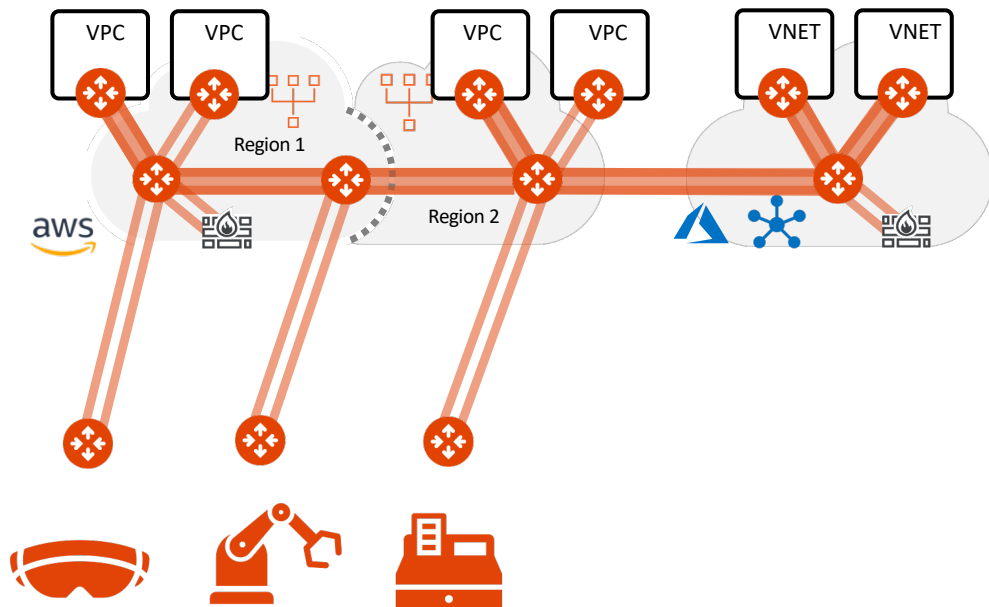 VPC
VPC
VPC
VPC
VNET
VNET
Region 1
Region 2
aws